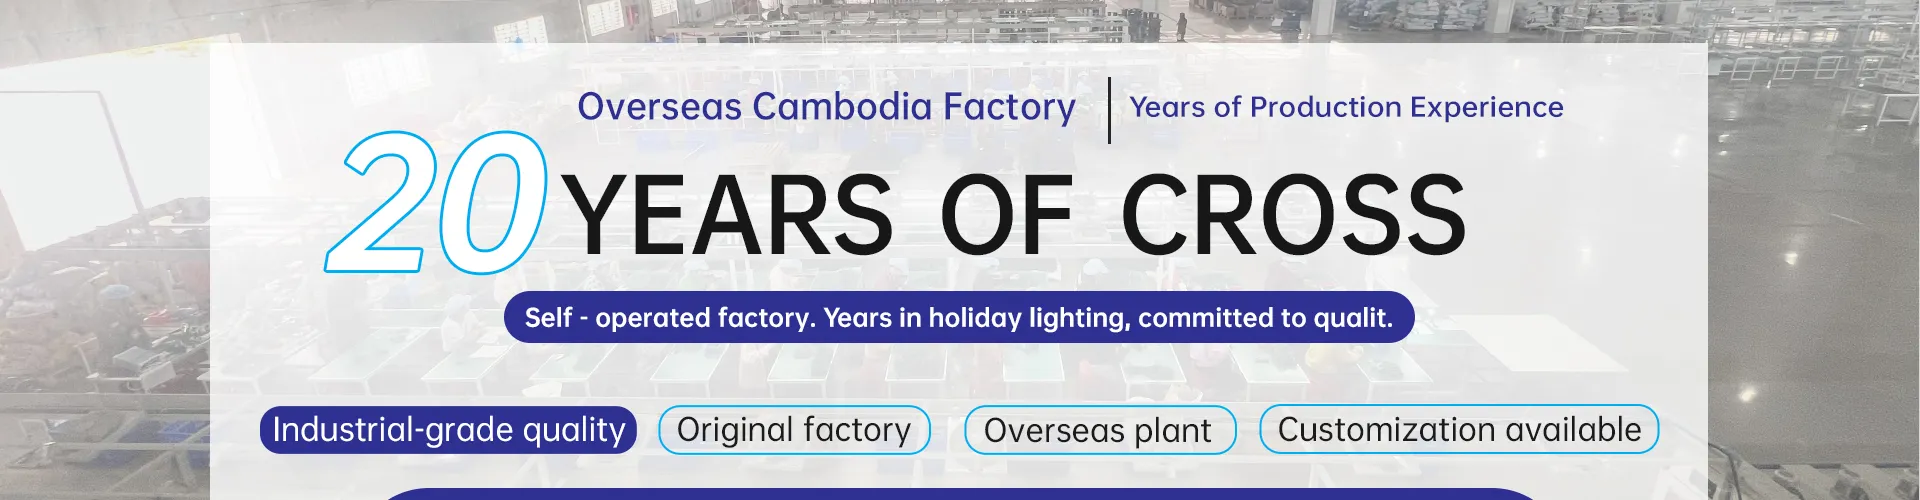 Overseas Cambodia Factory | Years of Production Experience
20 YEARS OF CROSS
Self - operated factory. Years in holiday lighting, committed to qualit.
Industrial-grade quality
Original factory
Overseas plant
Customization available